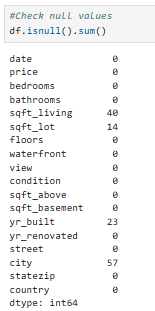 #Check null values
df.isnull().sum()
date 0
price 0
bedrooms 0
bathrooms 0
sqft_living 40
sqft_lot 14
floors 0
waterfront 0
view 0
condition 0
sqft_above 0
sqft_basement 0
yr_built 23
yr_renovated 0
street 0
city 57
statezip 0
country 0
dtype: int64